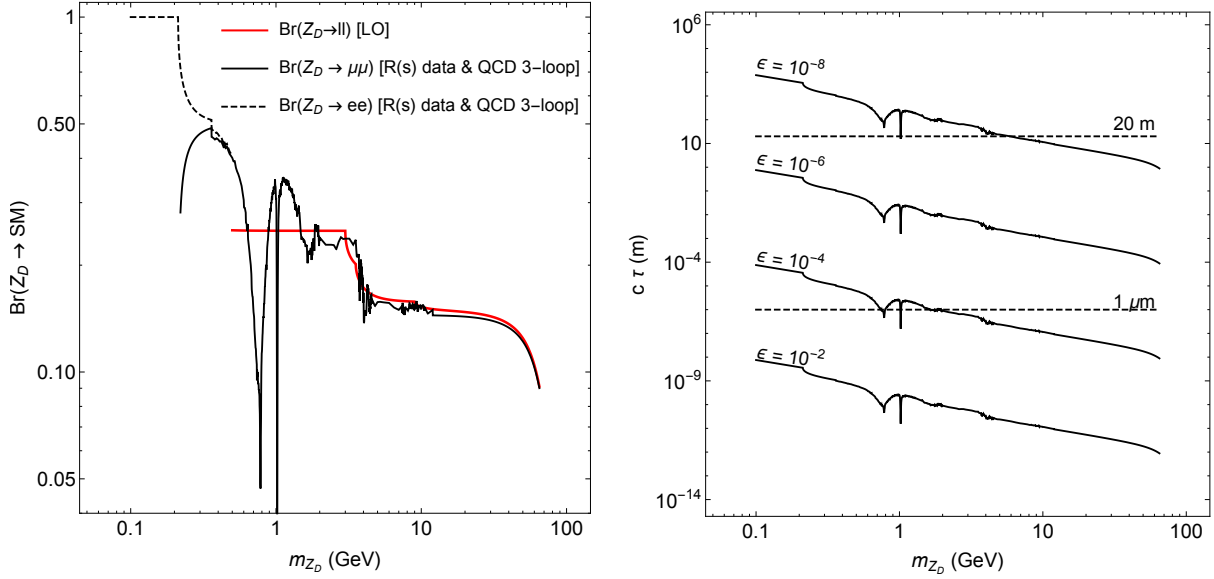 1
0.50
0.10
0.05
Br(Z_D → SM)
Br(Z_D→ll) [LO]
Br(Z_D → μμ) [R(s) data & QCD 3-loop]
Br(Z_D → ee) [R(s) data & QCD 3-loop]
0.1
1
10
100
m_{Z_D} (GeV)
10^6
10
10^{-4}
10^{-9}
10^{-14}
c τ (m)
ϵ = 10^{-8}
20 m
ϵ = 10^{-6}
ϵ = 10^{-4}
1 μm
ϵ = 10^{-2}
0.1
1
10
100
m_{Z_D} (GeV)